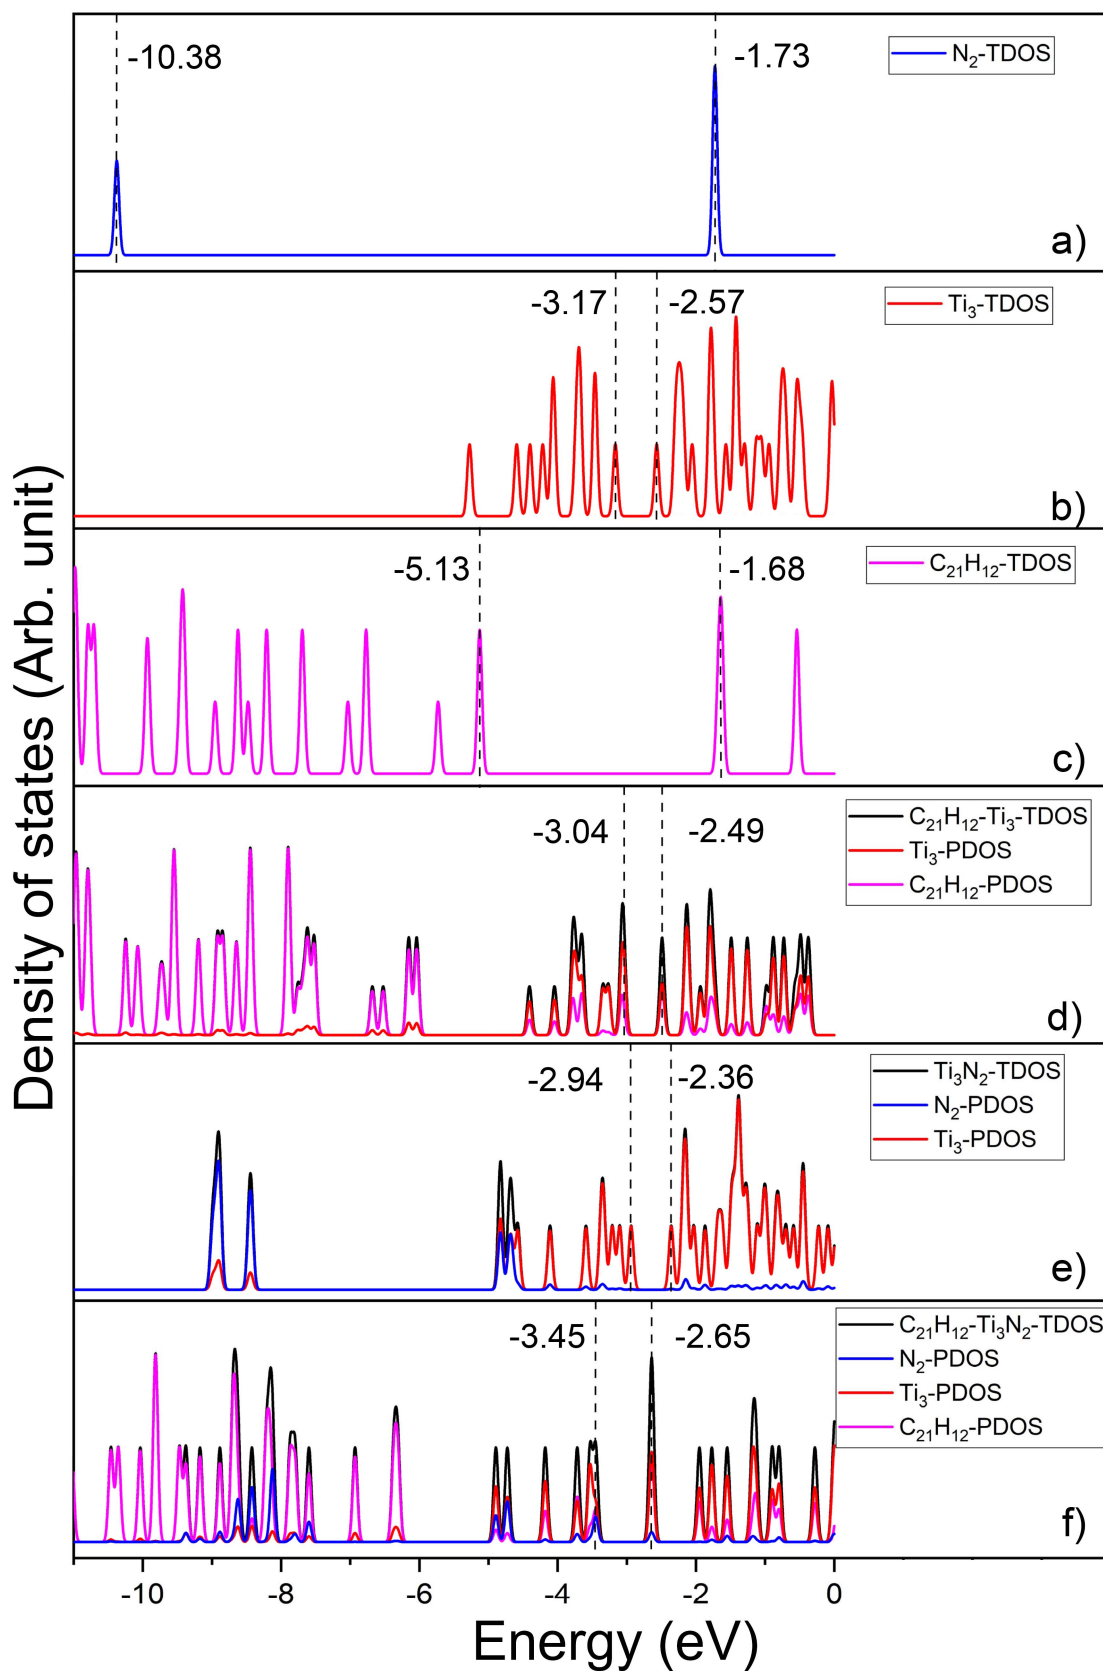 -10.38
-1.73
N₂-TDOS
a)
-3.17
-2.57
Ti₃-TDOS
b)
-5.13
-1.68
C₂₁H₁₂-TDOS
c)
-3.04
-2.49
C₂₁H₁₂-Ti₃-TDOS
Ti₃-PDOS
C₂₁H₁₂-PDOS
d)
-2.94
-2.36
Ti₃N₂-TDOS
N₂-PDOS
Ti₃-PDOS
e)
-3.45
-2.65
C₂₁H₁₂-Ti₃N₂-TDOS
N₂-PDOS
Ti₃-PDOS
C₂₁H₁₂-PDOS
f)
Density of states (Arb. unit)
-10 -8 -6 -4 -2 0
Energy (eV)